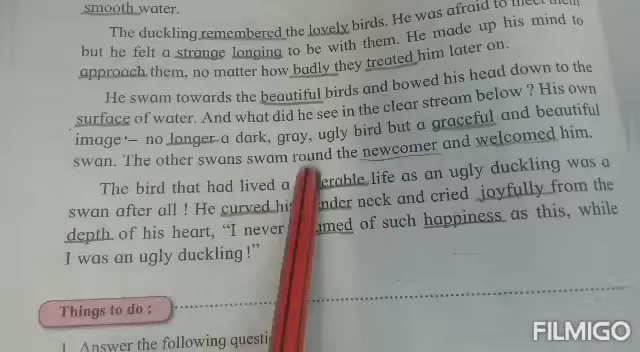 smooth water.
The duckling remembered the lovely birds. He was afraid to meet them
but he felt a strange longing to be with them. He made up his mind to
approach them, no matter how badly they treated him later on.
He swam towards the beautiful birds and bowed his head down to the
surface of water. And what did he see in the clear stream below ? His own
image – no longer a dark, gray, ugly bird but a graceful and beautiful
swan. The other swans swam round the newcomer and welcomed him.
The bird that had lived a life as an ugly duckling was a
swan after all ! He curved neck and cried joyfully from the
depth of his heart, “I never of such happiness as this, while
I was an ugly duckling !”
Things to do :
1. Answer the following
FILMIGO